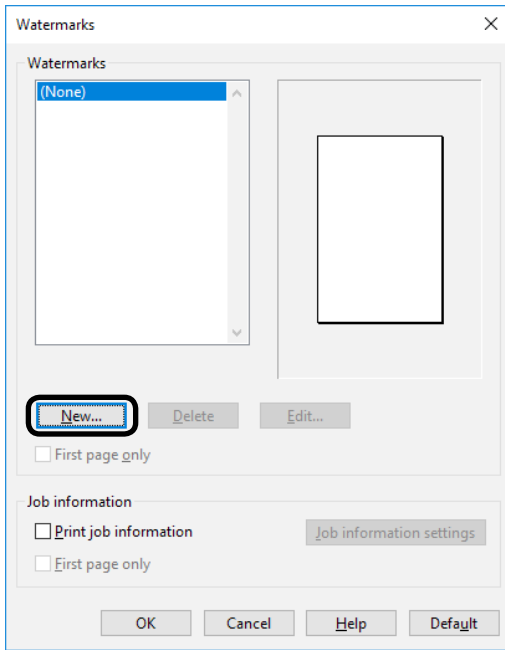 Watermarks
Watermarks
(None)
New... Delete Edit...
First page only
Job information
Print job information Job information settings
First page only
OK Cancel Help Default